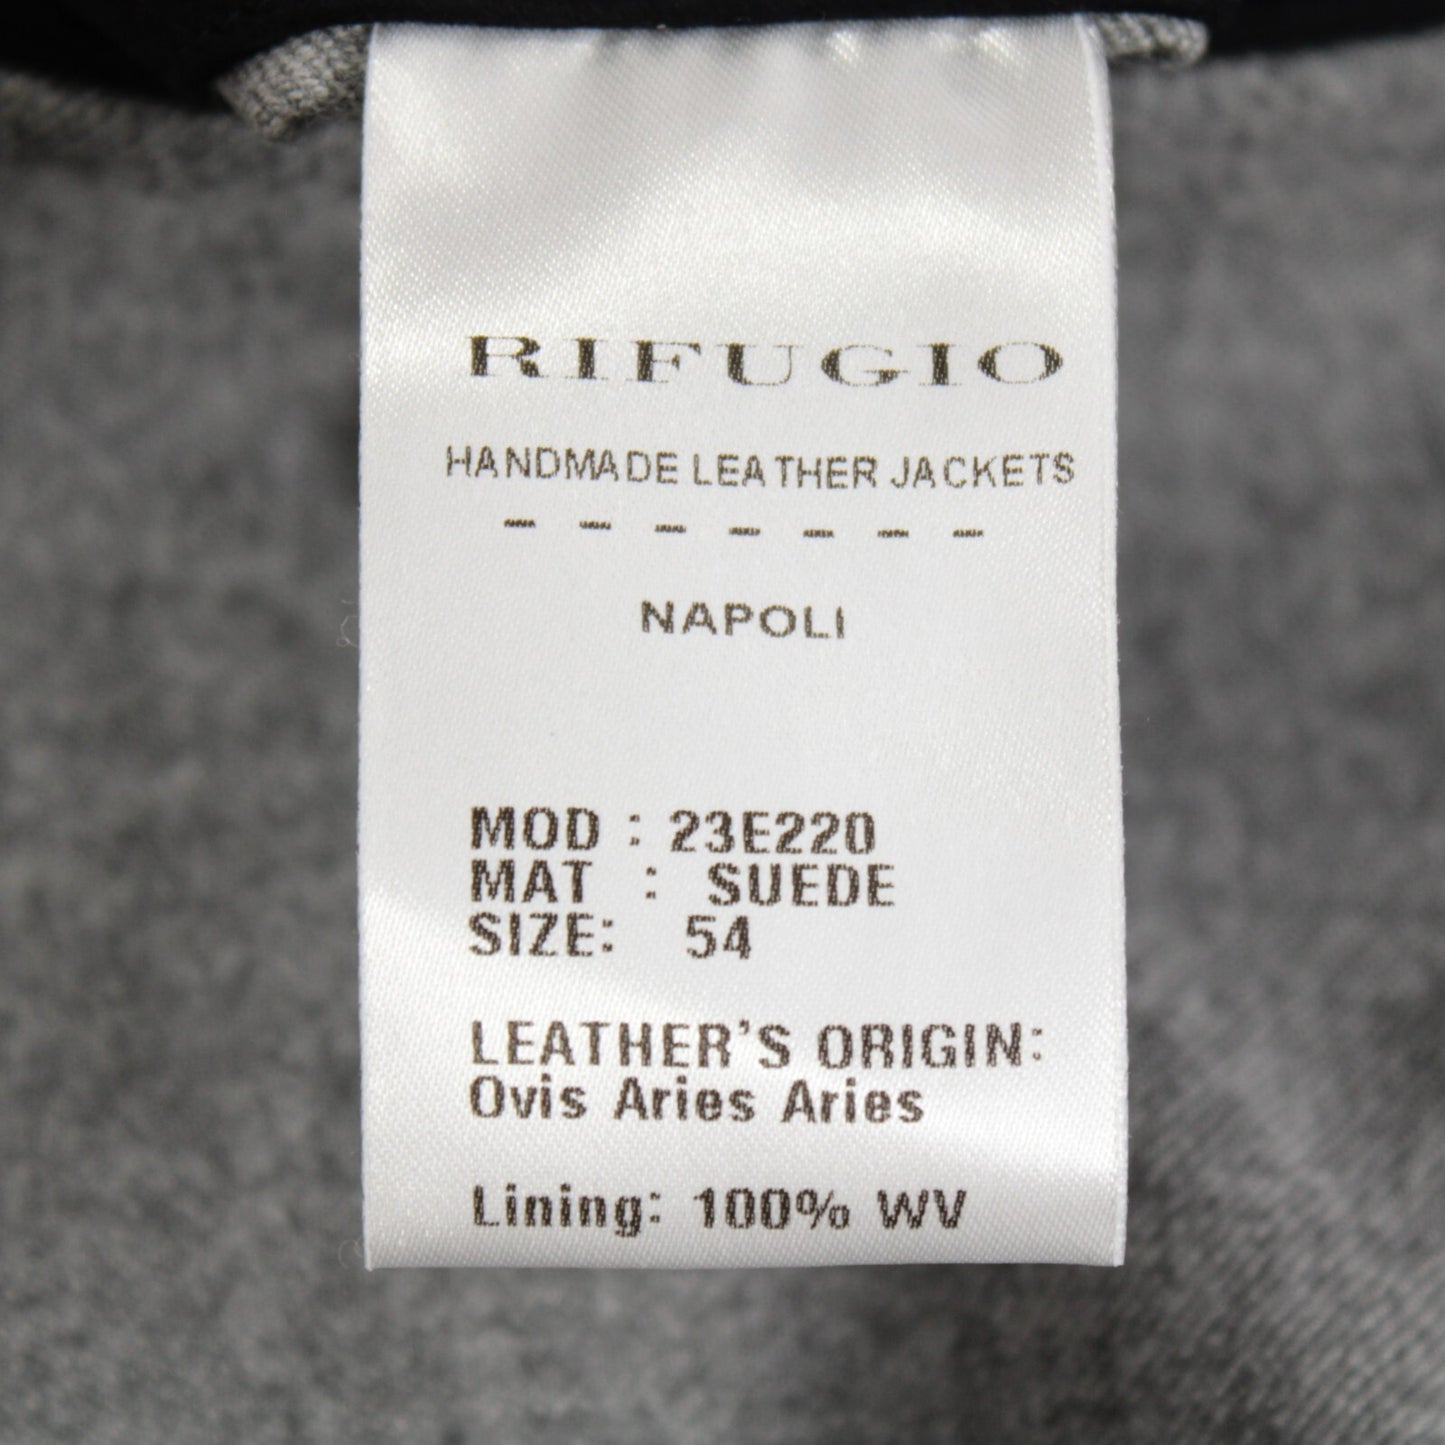 RIFUGIO
HANDMADE LEATHER JACKETS
- - - - - - -
NAPOLI
MOD : 23E220
MAT : SUEDE
SIZE: 54
LEATHER'S ORIGIN:
Ovis Aries Aries
Lining: 100% WV